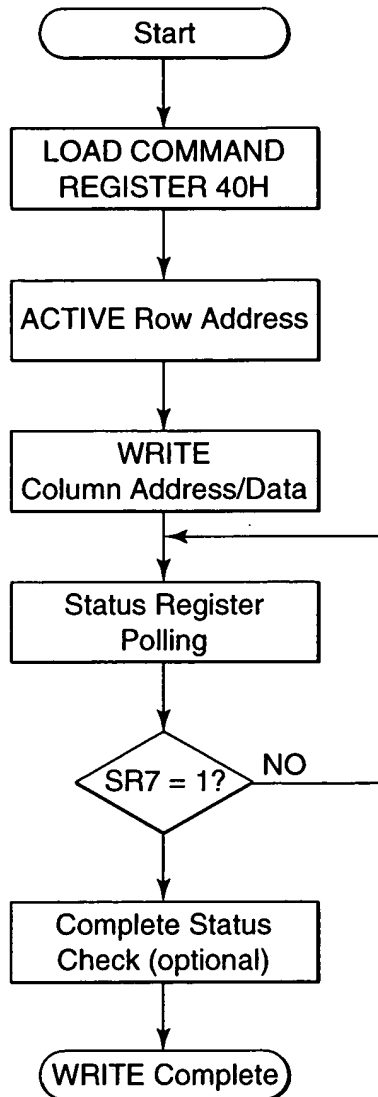 Start
LOAD COMMAND
REGISTER 40H
ACTIVE Row Address
WRITE
Column Address/Data
Status Register
Polling
SR7 = 1?
NO
Complete Status
Check (optional)
WRITE Complete